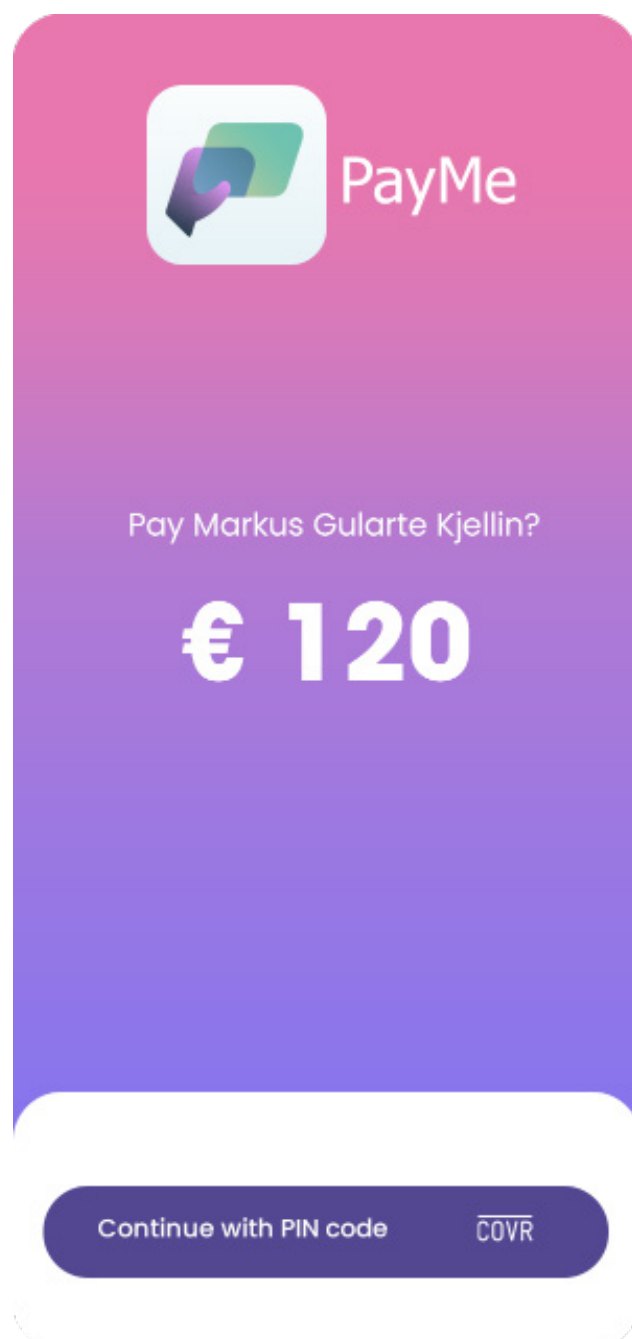 PayMe
Pay Markus Gularte Kjellin?
€ 120
Continue with PIN code
COVR